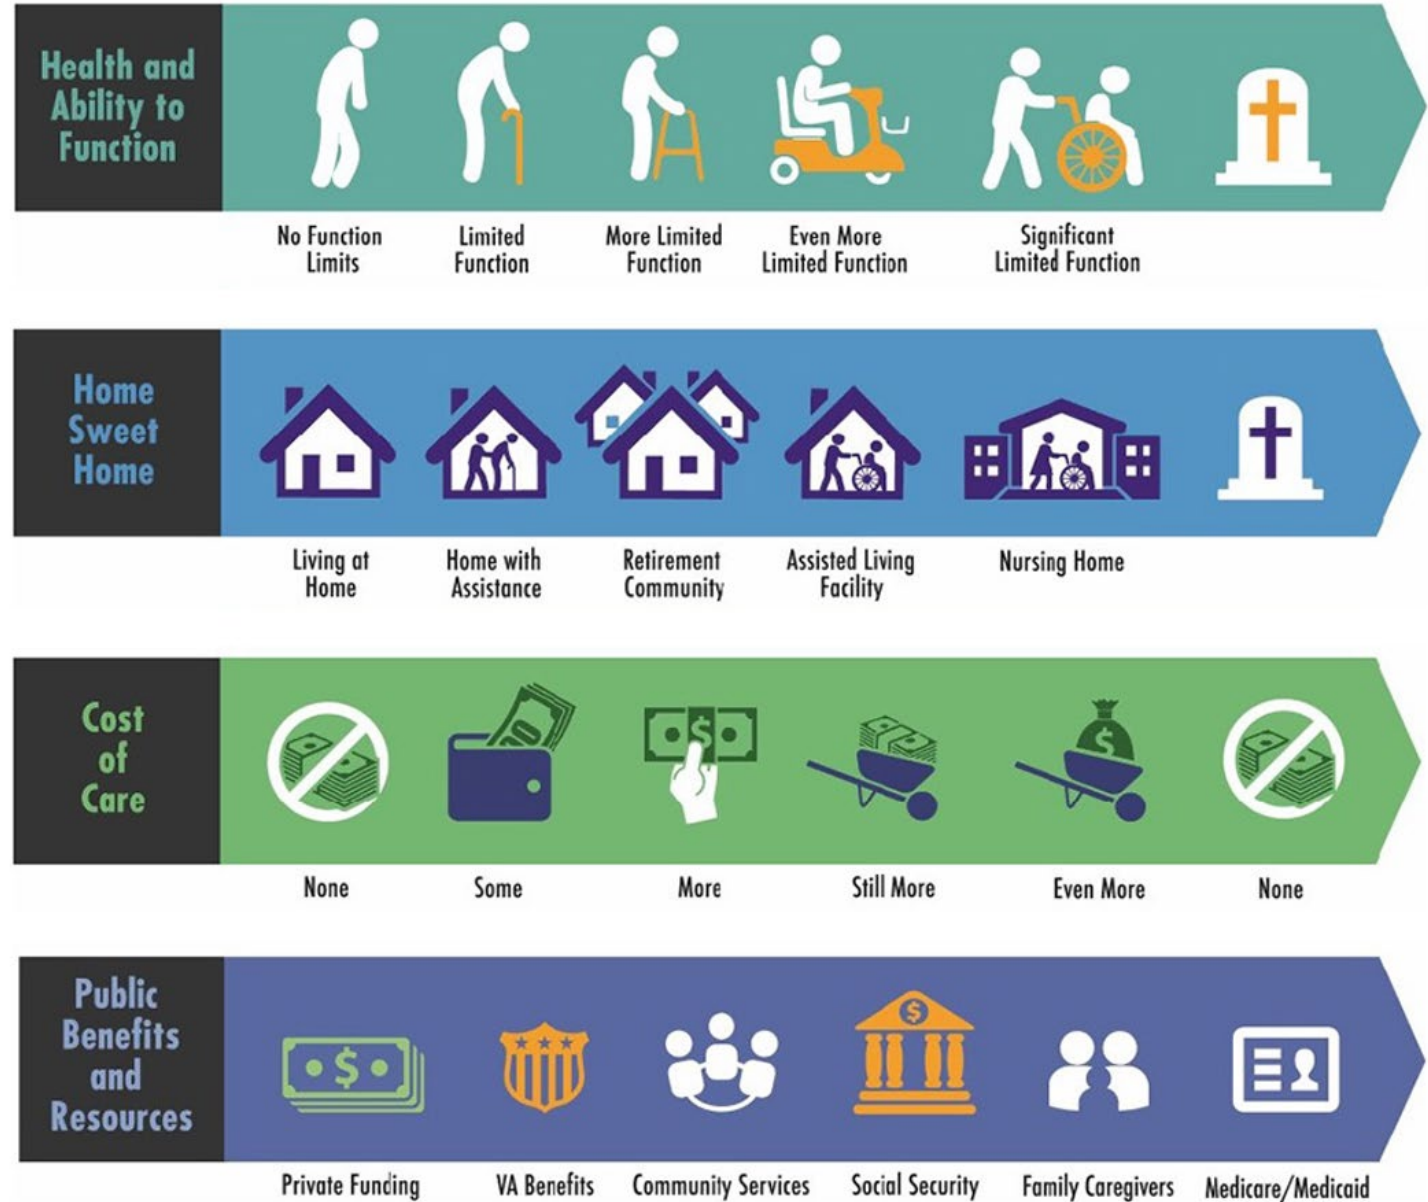 Health and
Ability to
Function
No Function
Limits
Limited
Function
More Limited
Function
Even More
Limited Function
Significant
Limited Function
Home
Sweet
Home
Living at
Home
Home with
Assistance
Retirement
Community
Assisted Living
Facility
Nursing Home
Cost
of
Care
$
$
None
Some
More
Still More
Even More
None
Public
Benefits
and
Resources
$
$
Private Funding
VA Benefits
Community Services
Social Security
Family Caregivers
Medicare/Medicaid